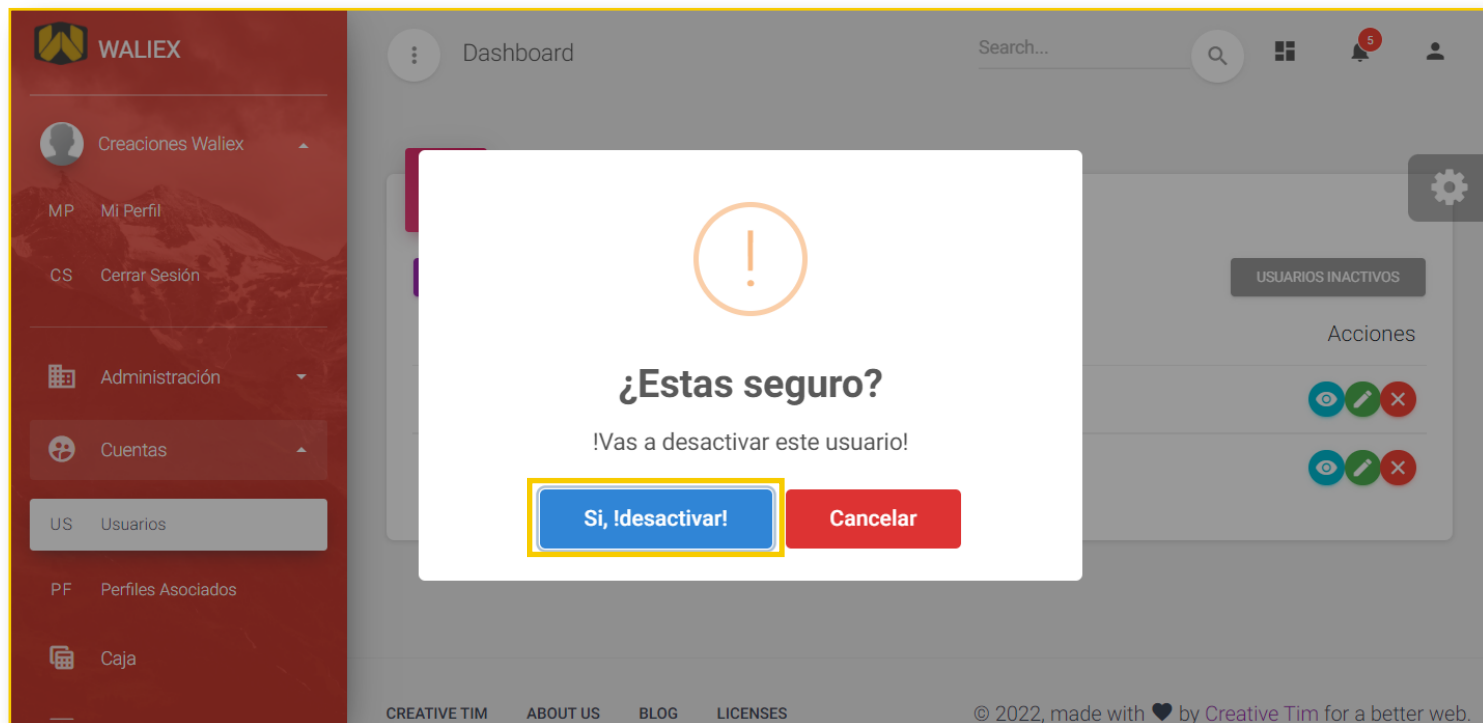 WALIEX
Dashboard
Search...
5
Creaciones Waliex
MP Mi Perfil
CS Cerrar Sesión
Administración
Cuentas
US Usuarios
PF Perfiles Asociados
Caja
USUARIOS INACTIVOS
Acciones
!
¿Estas seguro?
!Vas a desactivar este usuario!
Si, !desactivar!
Cancelar
CREATIVE TIM ABOUT US BLOG LICENSES
© 2022, made with ♥ by Creative Tim for a better web.